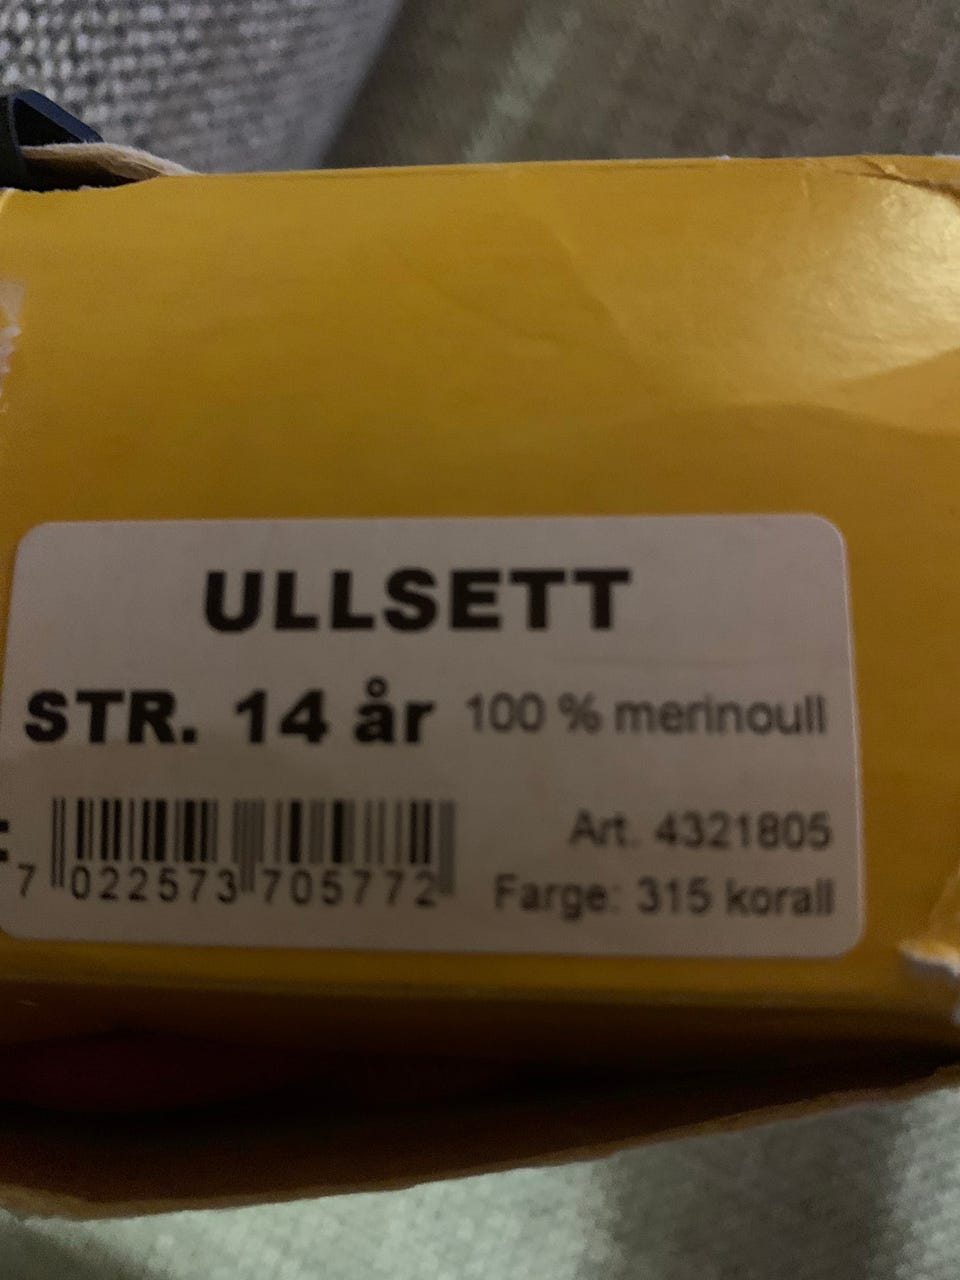 ULLSETT
STR. 14 år 100 % merinoull
Art. 4321805
7 022573 705772
Farge: 315 korall